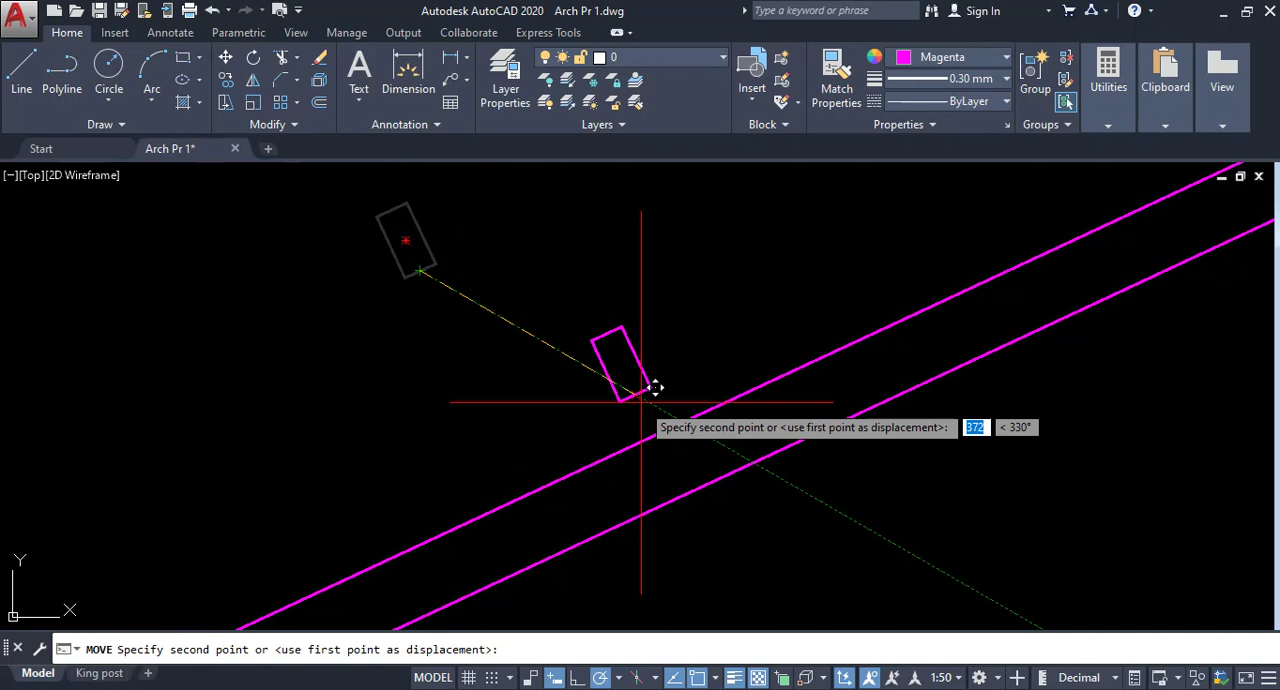 Autodesk AutoCAD 2020 Arch Pr 1.dwg
Type a keyword or phrase
Sign In
Home Insert Annotate Parametric View Manage Output Collaborate Express Tools
Line Polyline Circle Arc
Text Dimension
Layer Properties
0
Insert
Match Properties
Magenta
0.30 mm
ByLayer
Group
Utilities Clipboard View
Draw Modify Annotation Layers Block Properties Groups
Start Arch Pr 1*
[−][Top][2D Wireframe]
Specify second point or <use first point as displacement>: 372 < 330°
Y
X
MOVE Specify second point or <use first point as displacement>:
Model King post
MODEL 1:50 Decimal